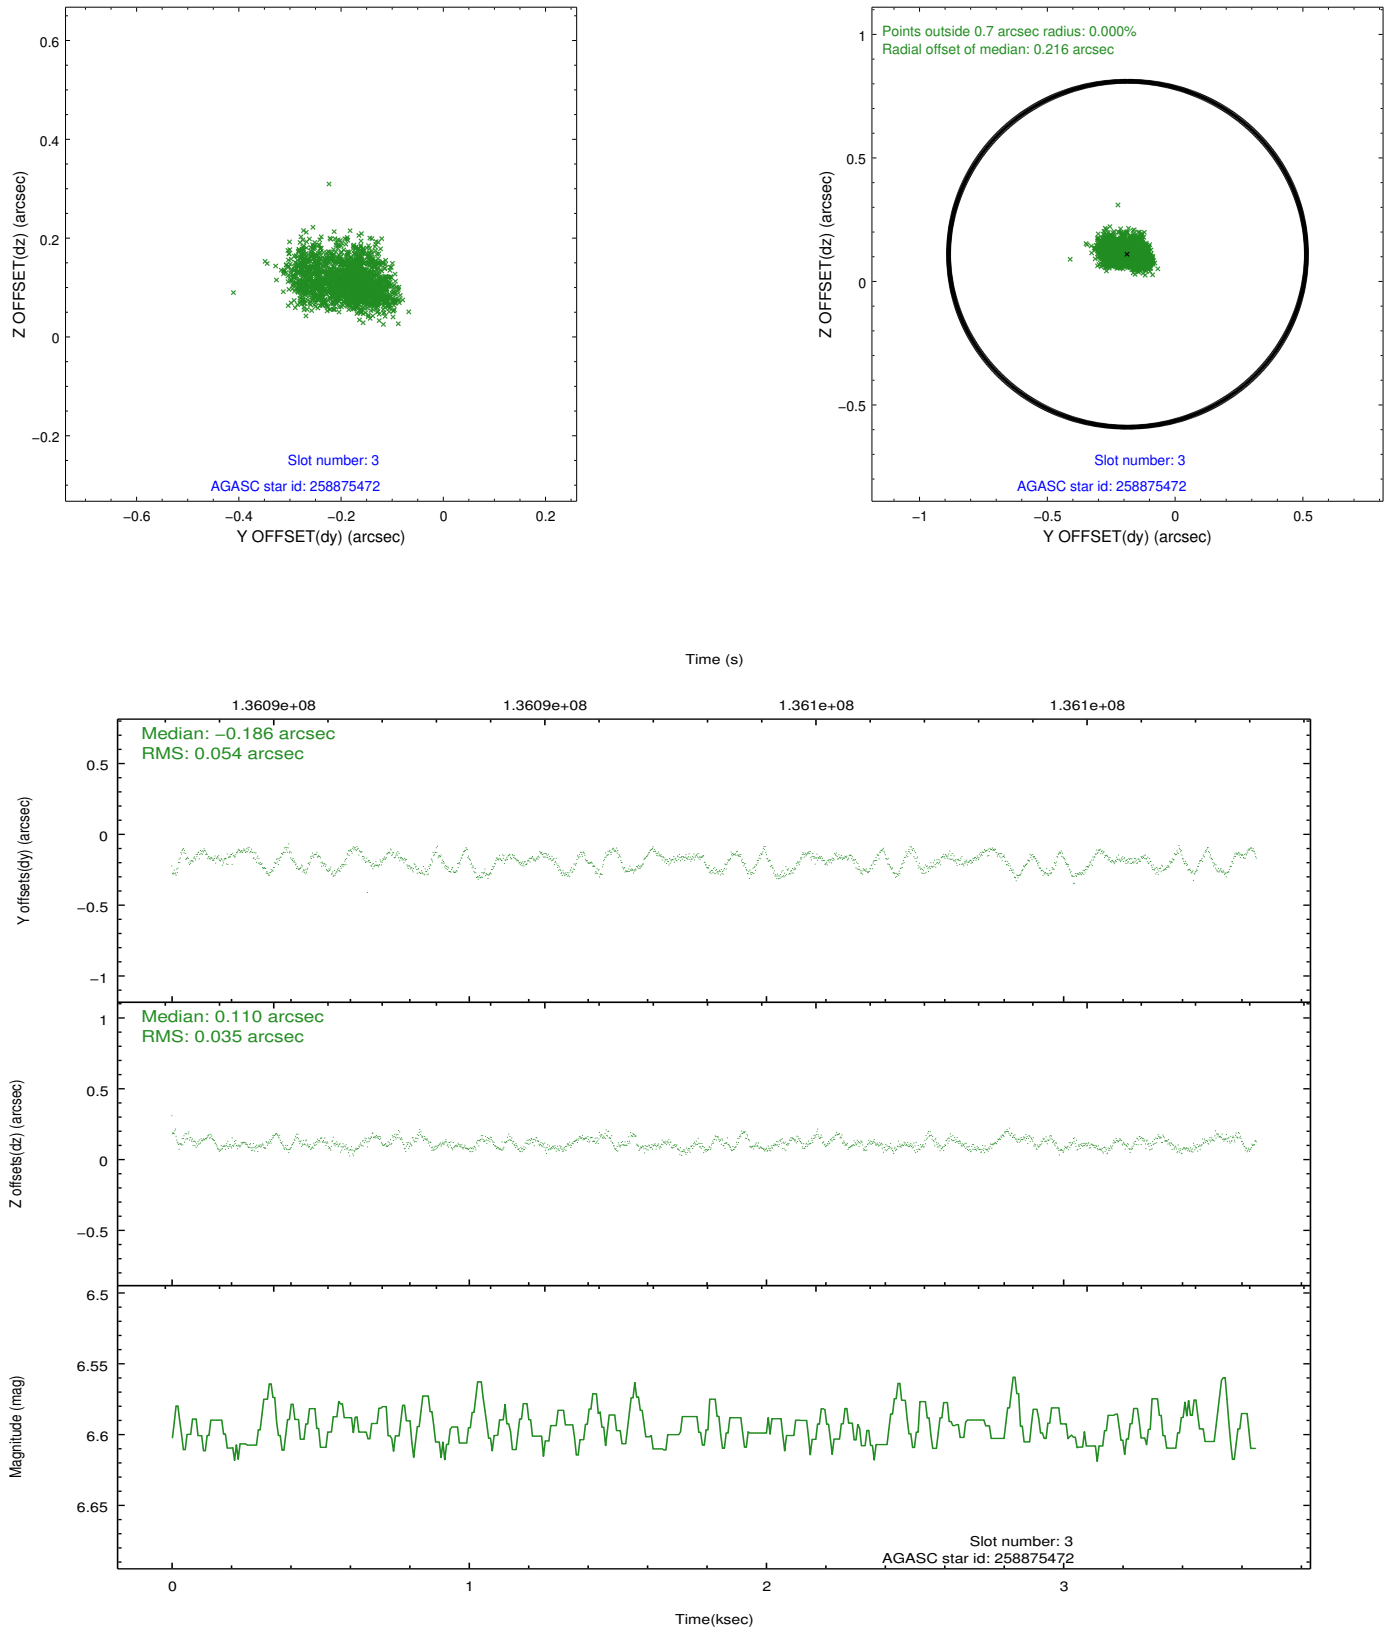 0.6
0.4
0.2
0
−0.2
Z OFFSET(dz) (arcsec)
Slot number: 3
AGASC star id: 258875472
−0.6
−0.4
−0.2
0
0.2
Y OFFSET(dy) (arcsec)
Points outside 0.7 arcsec radius: 0.000%
Radial offset of median: 0.216 arcsec
1
0.5
0
−0.5
Z OFFSET(dz) (arcsec)
Slot number: 3
AGASC star id: 258875472
−1
−0.5
0
0.5
Y OFFSET(dy) (arcsec)
Time (s)
1.3609e+08
1.3609e+08
1.361e+08
1.361e+08
Median: −0.186 arcsec
RMS: 0.054 arcsec
0.5
0
−0.5
−1
Y offsets(dy) (arcsec)
Median: 0.110 arcsec
RMS: 0.035 arcsec
1
0.5
0
−0.5
Z offsets(dz) (arcsec)
6.5
6.55
6.6
6.65
Magnitude (mag)
Slot number: 3
AGASC star id: 258875472
0
1
2
3
Time(ksec)